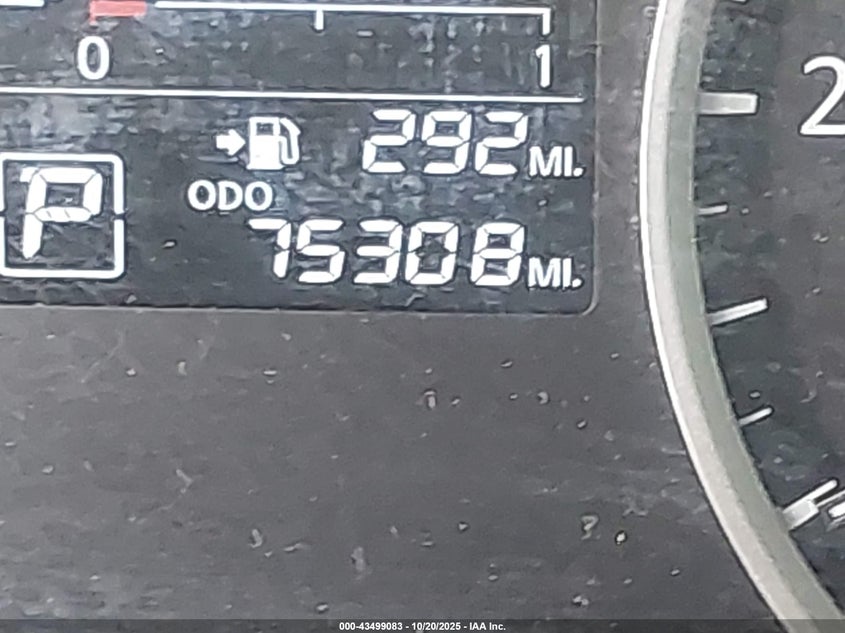 0 1
2
292 MI.
P
ODO
75308 MI.
000-43499083 - 10/20/2025 - IAA Inc.